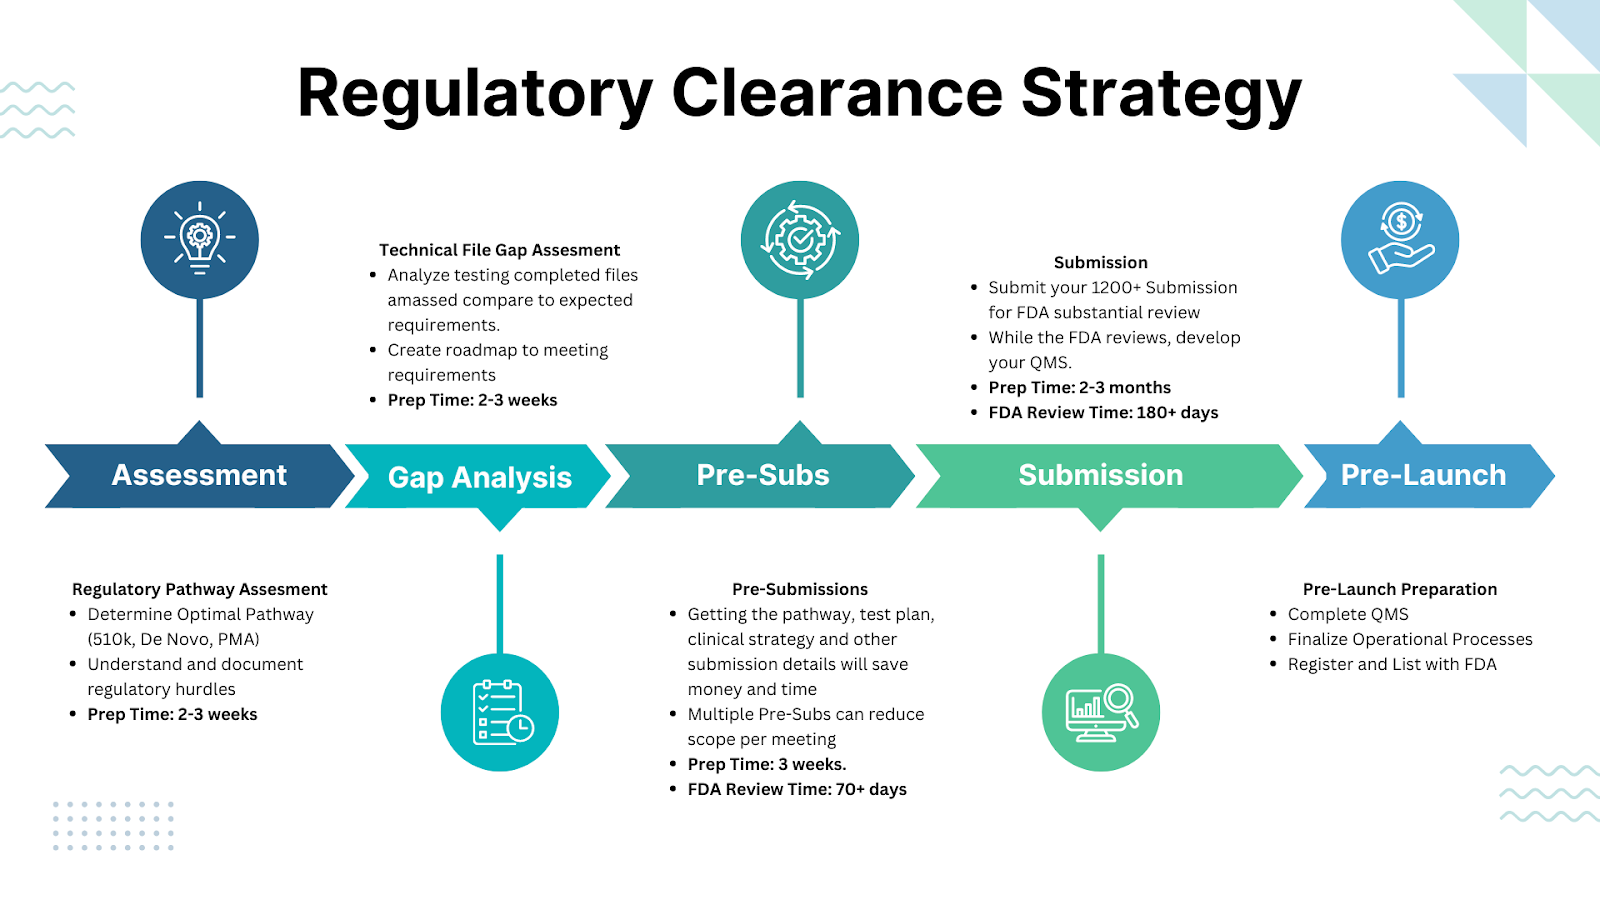 Regulatory Clearance Strategy
Technical File Gap Assesment
• Analyze testing completed files
amassed compare to expected
requirements.
• Create roadmap to meeting
requirements
• Prep Time: 2-3 weeks
Submission
• Submit your 1200+ Submission
for FDA substantial review
• While the FDA reviews, develop
your QMS.
• Prep Time: 2-3 months
• FDA Review Time: 180+ days
Assessment
Gap Analysis
Pre-Subs
Submission
Pre-Launch
Regulatory Pathway Assesment
• Determine Optimal Pathway
(510k, De Novo, PMA)
• Understand and document
regulatory hurdles
• Prep Time: 2-3 weeks
Pre-Submissions
• Getting the pathway, test plan,
clinical strategy and other
submission details will save
money and time
• Multiple Pre-Subs can reduce
scope per meeting
• Prep Time: 3 weeks.
• FDA Review Time: 70+ days
Pre-Launch Preparation
• Complete QMS
• Finalize Operational Processes
• Register and List with FDA